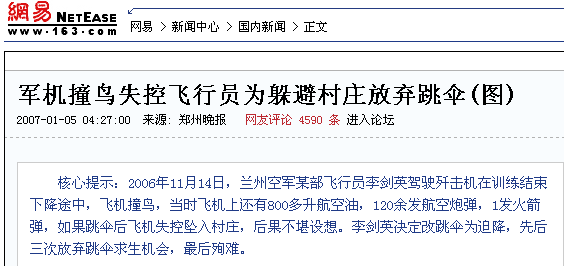 網易 NETEASE
www.163.com
网易 > 新闻中心 > 国内新闻 > 正文
军机撞鸟失控飞行员为躲避村庄放弃跳伞(图)
2007-01-05 04:27:00 来源: 郑州晚报 网友评论 4590 条 进入论坛
核心提示：2006年11月14日，兰州空军某部飞行员李剑英驾驶歼击机在训练结束
下降途中，飞机撞鸟，当时飞机上还有800多升航空油，120余发航空炮弹，1发火箭
弹，如果跳伞后飞机失控坠入村庄，后果不堪设想。李剑英决定改跳伞为迫降，先后
三次放弃跳伞求生机会，最后殉难。